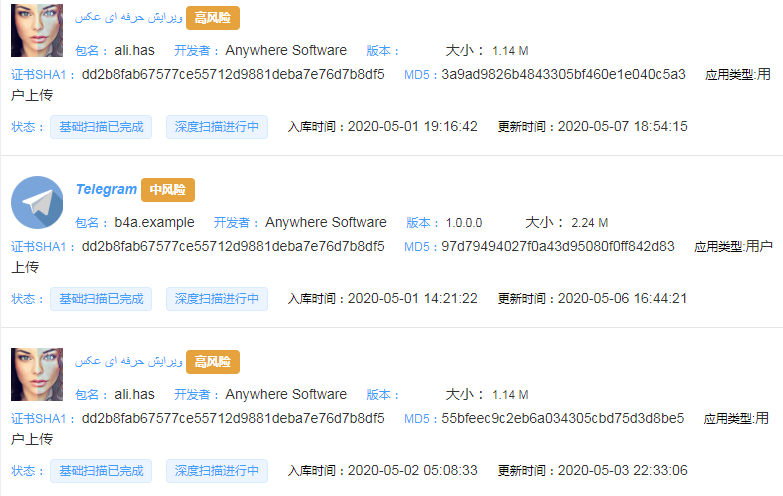 ویرایش حرفه ای عکس 高风险
包名： ali.has 开发者： Anywhere Software 版本： 大小： 1.14 M
证书SHA1： dd2b8fab67577ce55712d9881deba7e76d7b8df5 MD5：3a9ad9826b4843305bf460e1e040c5a3 应用类型:用
户上传
状态： 基础扫描已完成 深度扫描进行中 入库时间：2020-05-01 19:16:42 更新时间：2020-05-07 18:54:15
Telegram 中风险
包名： b4a.example 开发者： Anywhere Software 版本： 1.0.0.0 大小： 2.24 M
证书SHA1： dd2b8fab67577ce55712d9881deba7e76d7b8df5 MD5：97d79494027f0a43d95080f0ff842d83 应用类型:用户
上传
状态： 基础扫描已完成 深度扫描进行中 入库时间：2020-05-01 14:21:22 更新时间：2020-05-06 16:44:21
ویرایش حرفه ای عکس 高风险
包名： ali.has 开发者： Anywhere Software 版本： 大小： 1.14 M
证书SHA1： dd2b8fab67577ce55712d9881deba7e76d7b8df5 MD5：55bfeec9c2eb6a034305cbd75d3d8be5 应用类型:用
户上传
状态： 基础扫描已完成 深度扫描进行中 入库时间：2020-05-02 05:08:33 更新时间：2020-05-03 22:33:06